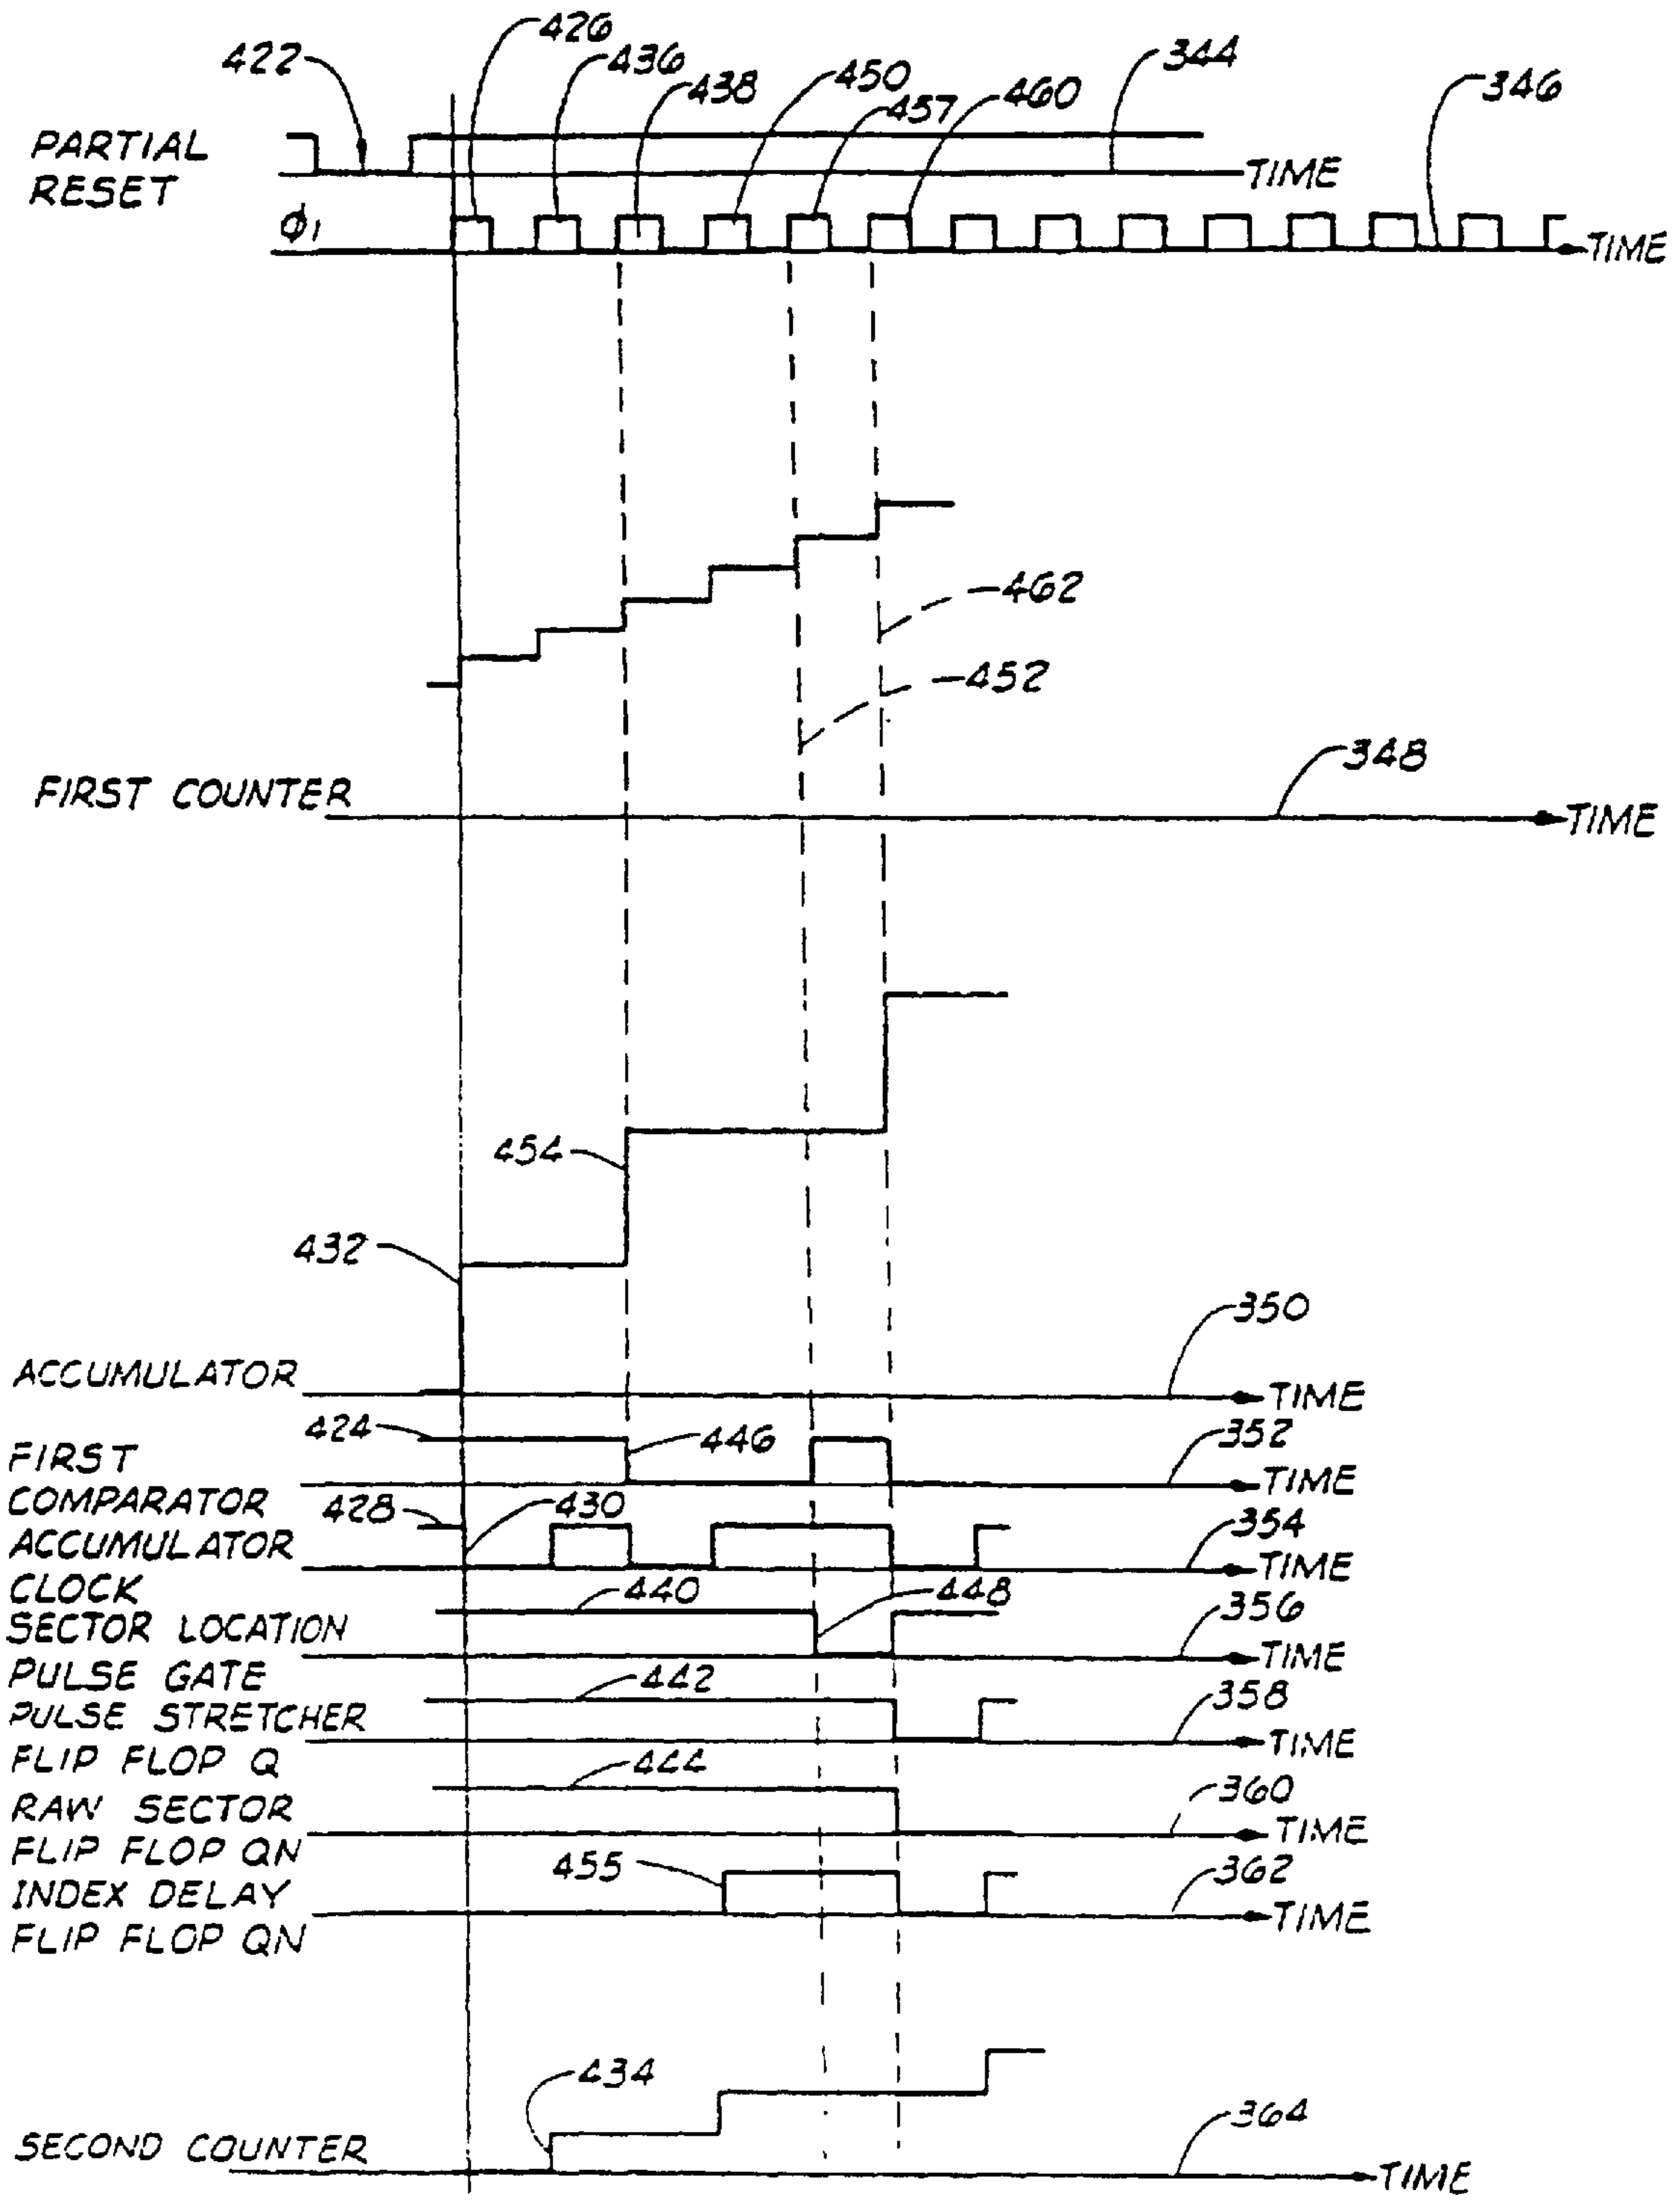 426
422
436
344
450
438
457
460
346
PARTIAL
RESET
TIME
ϕ1
TIME
462
452
348
FIRST COUNTER
TIME
454
432
350
ACCUMULATOR
TIME
424
446
352
FIRST
COMPARATOR
TIME
428
430
354
ACCUMULATOR
CLOCK
TIME
440
448
356
SECTOR LOCATION
PULSE GATE
TIME
442
358
PULSE STRETCHER
FLIP FLOP Q
TIME
444
360
RAW SECTOR
FLIP FLOP QN
TIME
455
362
INDEX DELAY
FLIP FLOP QN
TIME
434
364
SECOND COUNTER
TIME